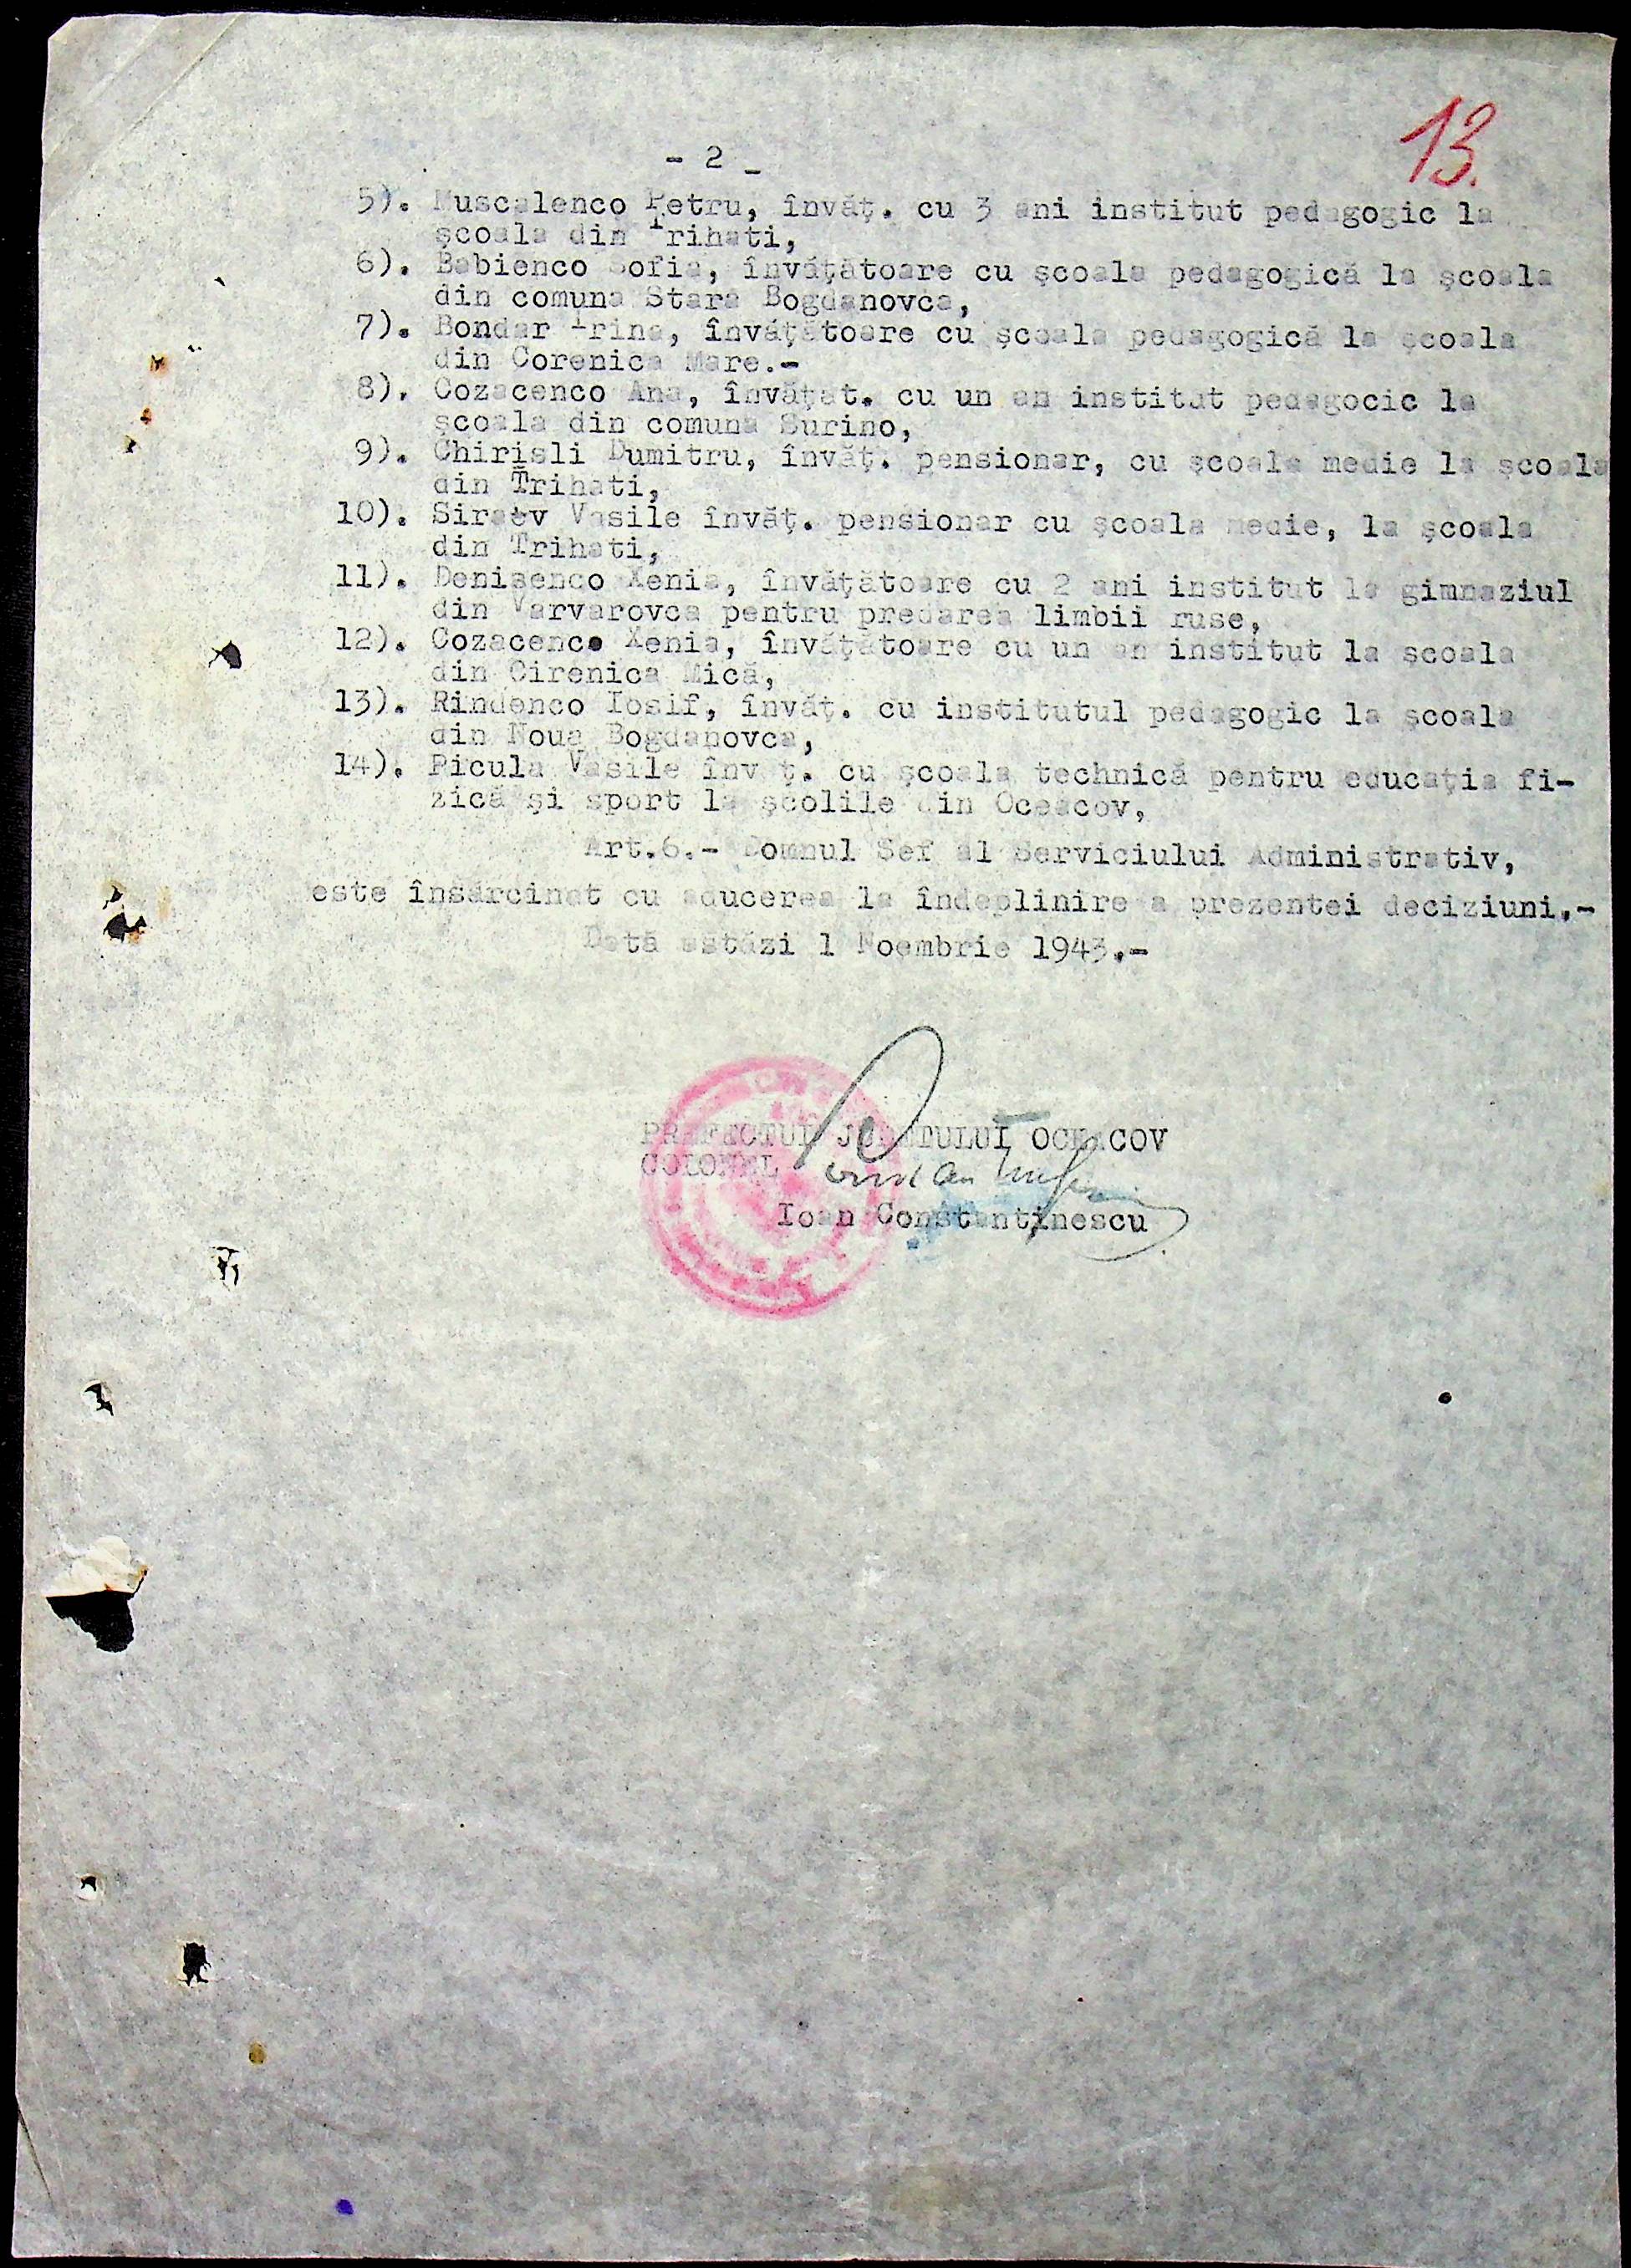 13.
- 2 -
5). Muscalenco Petru, învăţ. cu 3 ani institut pedagogic la
şcoala din Trihati,
6). Babienco Sofia, învăţătoare cu şcoala pedagogică la şcoala
din comuna Stara Bogdanovca,
7). Bondar Irina, învăţătoare cu şcoala pedagogică la şcoala
din Corenica Mare.-
8). Cozacenco Ana, învăţat. cu un an institut pedagocic la
şcoala din comuna Surino,
9). Chirisli Dumitru, învăţ. pensionar, cu şcoala medie la şcoala
din Trihati,
10). Siraev Vasile învăţ. pensionar cu şcoala medie, la şcoala
din Trihati,
11). Denisenco Xenia, învăţătoare cu 2 ani institut la gimnaziul
din Varvarovca pentru predarea limbii ruse,
12). Cozacenco Xenia, învăţătoare cu un an institut la şcoala
din Cirenica Mică,
13). Rindenco Iosif, învăţ. cu institutul pedagogic la şcoala
din Noua Bogdanovca,
14). Picula Vasile înv ţ. cu şcoala technică pentru educaţia fi-
zică şi sport la şcolile din Oceacov,
Art.6.- Domnul Sef al Serviciului Administrativ,
este însărcinat cu aducerea la îndeplinire a prezentei deciziuni.-
Dată astăzi 1 Noembrie 1943.-
PREFECTUL JUDETULUI OCEACOV
COLONEL
Ioan Constantinescu